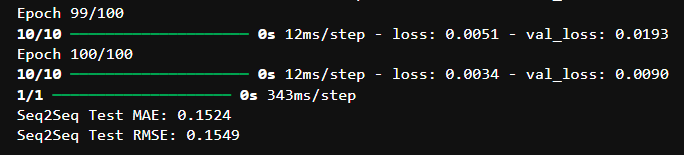 Epoch 99/100
10/10 ━━━━━━━━━━━━━━━━━━━━ 0s 12ms/step - loss: 0.0051 - val_loss: 0.0193
Epoch 100/100
10/10 ━━━━━━━━━━━━━━━━━━━━ 0s 12ms/step - loss: 0.0034 - val_loss: 0.0090
1/1 ━━━━━━━━━━━━━━━━━━━━ 0s 343ms/step
Seq2Seq Test MAE: 0.1524
Seq2Seq Test RMSE: 0.1549